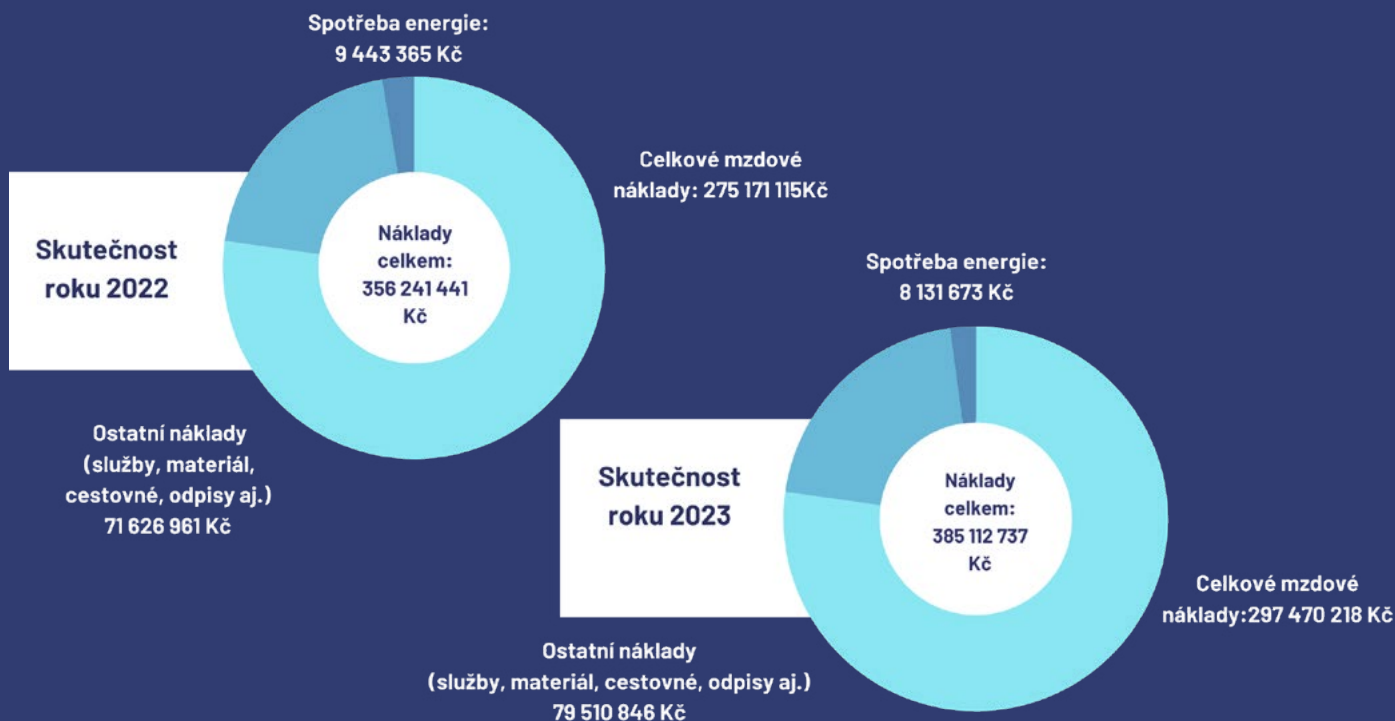 Spotřeba energie:
9 443 365 Kč
Celkové mzdové
náklady: 275 171 115Kč
Skutečnost
roku 2022
Náklady
celkem:
356 241 441
Kč
Ostatní náklady
(služby, materiál,
cestovné, odpisy aj.)
71 626 961 Kč
Spotřeba energie:
8 131 673 Kč
Skutečnost
roku 2023
Náklady
celkem:
385 112 737
Kč
Celkové mzdové
náklady:297 470 218 Kč
Ostatní náklady
(služby, materiál, cestovné, odpisy aj.)
79 510 846 Kč